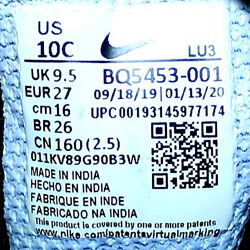 US
10C
LU3
UK 9.5
BQ5453-001
EUR 27
09/18/19 01/13/20
cm 16
UPC 00193145977174
BR 26
CN 160 (2.5)
011KV89G90B3W
MADE IN INDIA
HECHO EN INDIA
FABRIQUE EN INDE
FABRICADO NA INDIA
This product is covered by one or more patents
www.nike.com/patents&virtualmarking